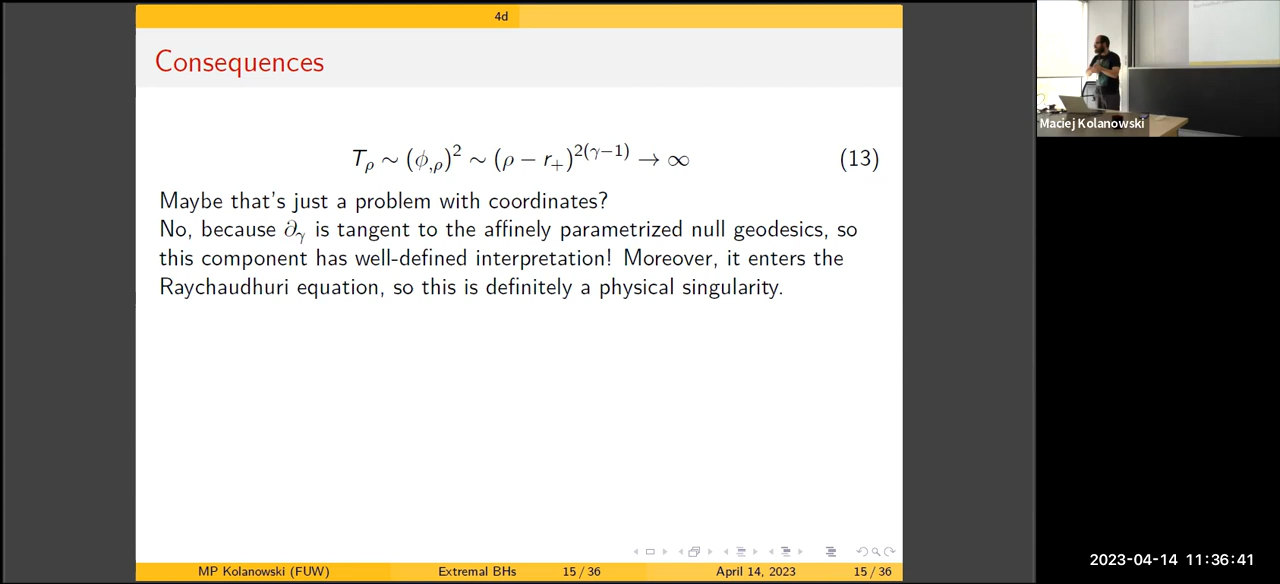 4d
Consequences
T_ρ ∼ (ϕ_{,ρ})^2 ∼ (ρ − r_+)^{2(γ−1)} → ∞ (13)
Maybe that's just a problem with coordinates?
No, because ∂_γ is tangent to the affinely parametrized null geodesics, so
this component has well-defined interpretation! Moreover, it enters the
Raychaudhuri equation, so this is definitely a physical singularity.
MP Kolanowski (FUW) Extremal BHs 15 / 36 April 14, 2023 15 / 36
Maciej Kolanowski
2023-04-14 11:36:41